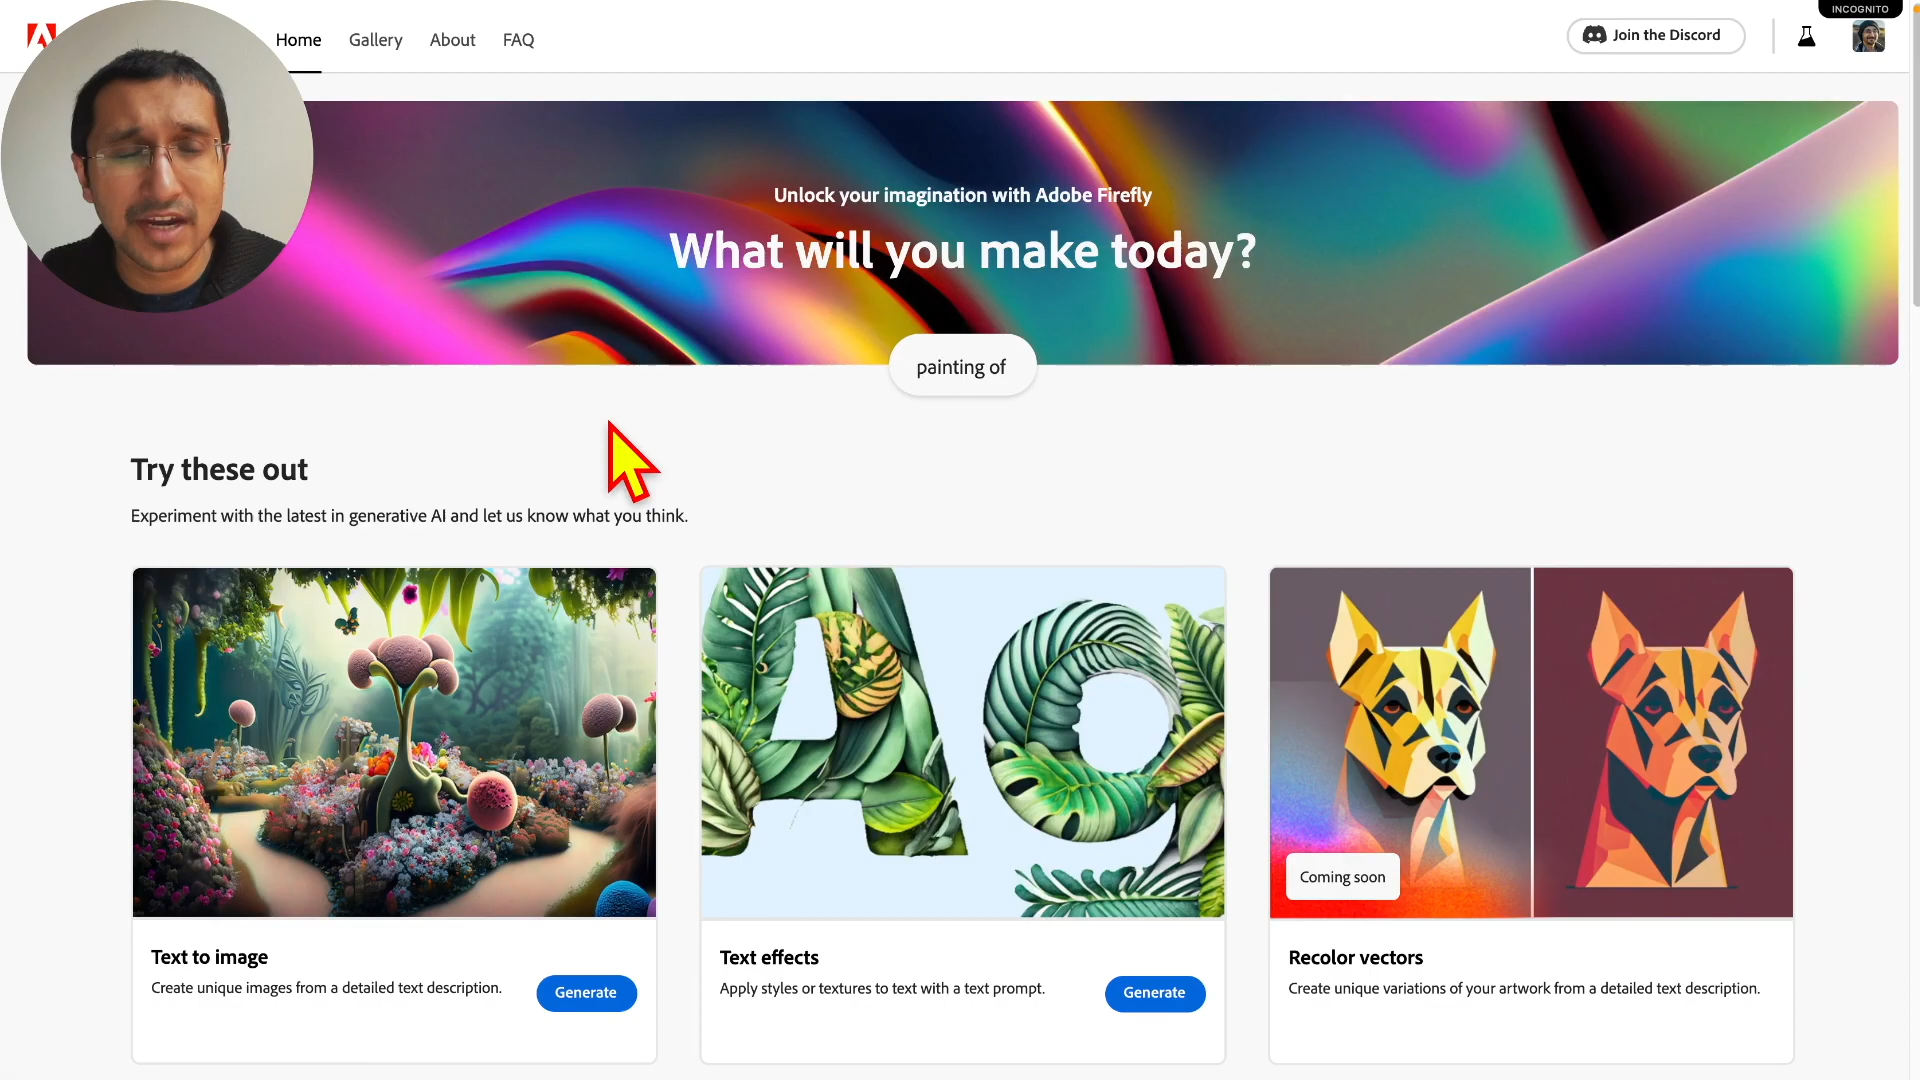 INCOGNITO
Home
Gallery
About
FAQ
Join the Discord
Unlock your imagination with Adobe Firefly
What will you make today?
painting of
Try these out
Experiment with the latest in generative AI and let us know what you think.
Ag
Coming soon
Text to image
Create unique images from a detailed text description.
Generate
Text effects
Apply styles or textures to text with a text prompt.
Generate
Recolor vectors
Create unique variations of your artwork from a detailed text description.